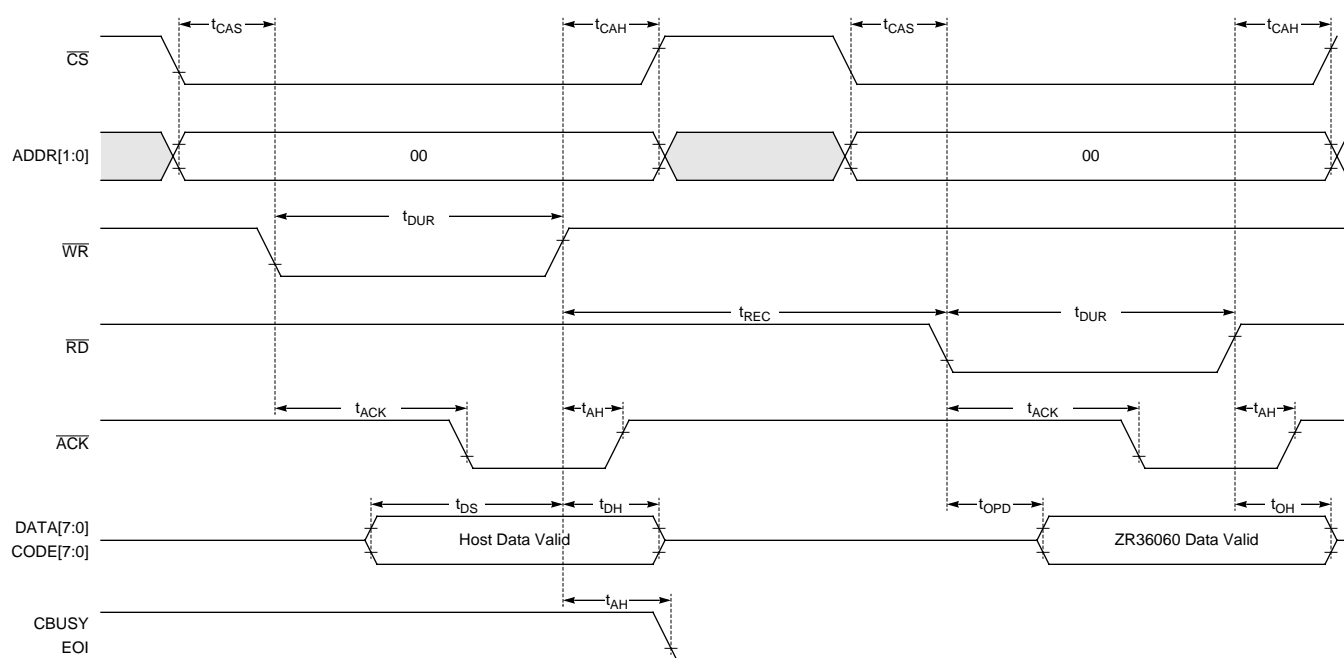 tCAS tCAH tCAS tCAH
CS
ADDR[1:0] 00 00
tDUR
WR
tREC tDUR
RD
tACK tAH tACK tAH
ACK
tDS tDH tOPD tOH
DATA[7:0]
CODE[7:0]
Host Data Valid ZR36060 Data Valid
tAH
CBUSY
EOI